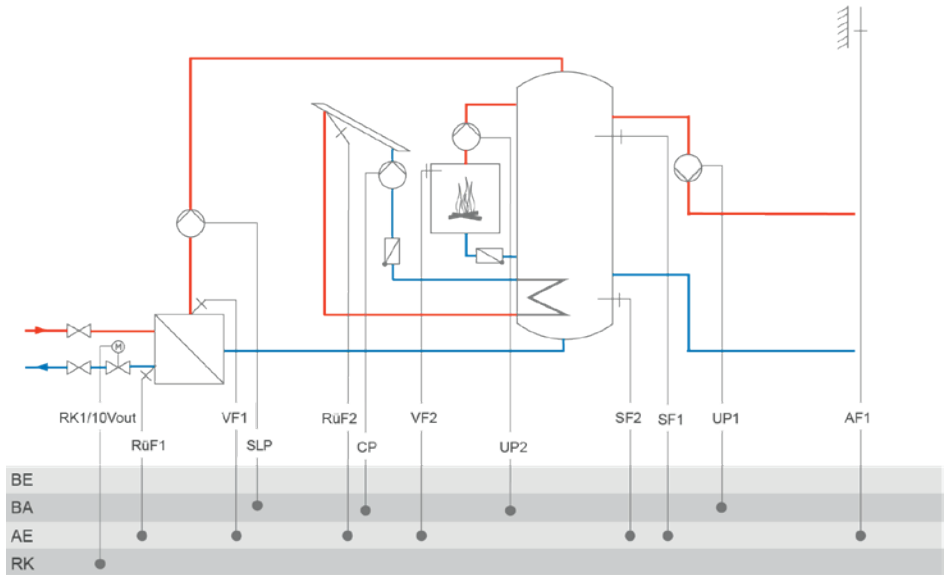 M
RK1/10Vout VF1 RüF2 VF2 SF2 SF1 UP1 AF1
RüF1 SLP CP UP2
BE
BA
AE
RK